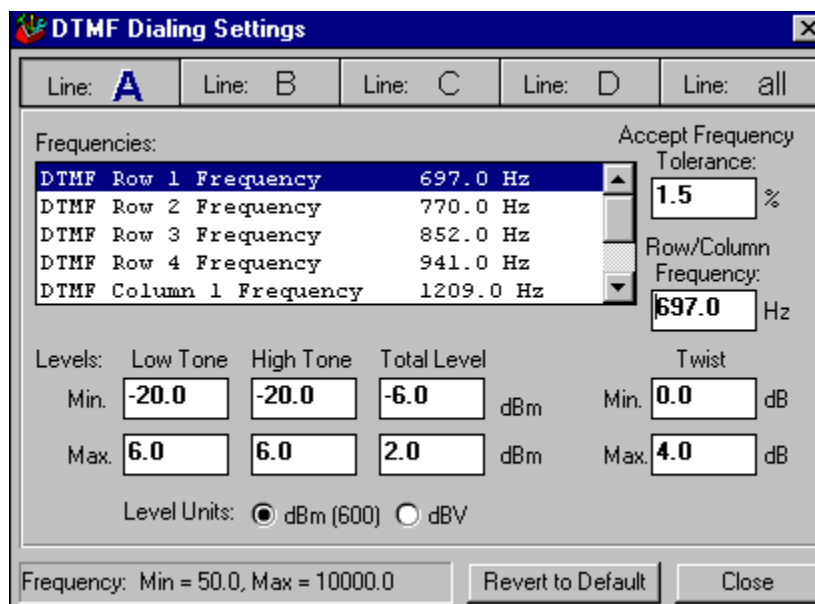 DTMF Dialing Settings
Line: A Line: B Line: C Line: D Line: all
Frequencies:
Accept Frequency
Tolerance:
DTMF Row 1 Frequency 697.0 Hz
DTMF Row 2 Frequency 770.0 Hz
DTMF Row 3 Frequency 852.0 Hz
DTMF Row 4 Frequency 941.0 Hz
DTMF Column 1 Frequency 1209.0 Hz
1.5 %
Row/Column
Frequency:
697.0 Hz
Levels: Low Tone High Tone Total Level Twist
Min. -20.0 -20.0 -6.0 dBm Min. 0.0 dB
Max. 6.0 6.0 2.0 dBm Max. 4.0 dB
Level Units: dBm (600) dBV
Frequency: Min = 50.0, Max = 10000.0 Revert to Default Close